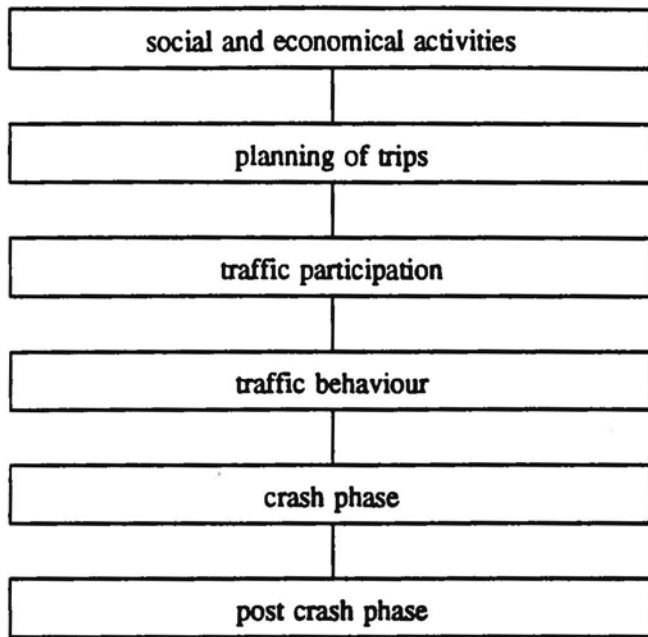 social and economical activities
planning of trips
traffic participation
traffic behaviour
crash phase
post crash phase